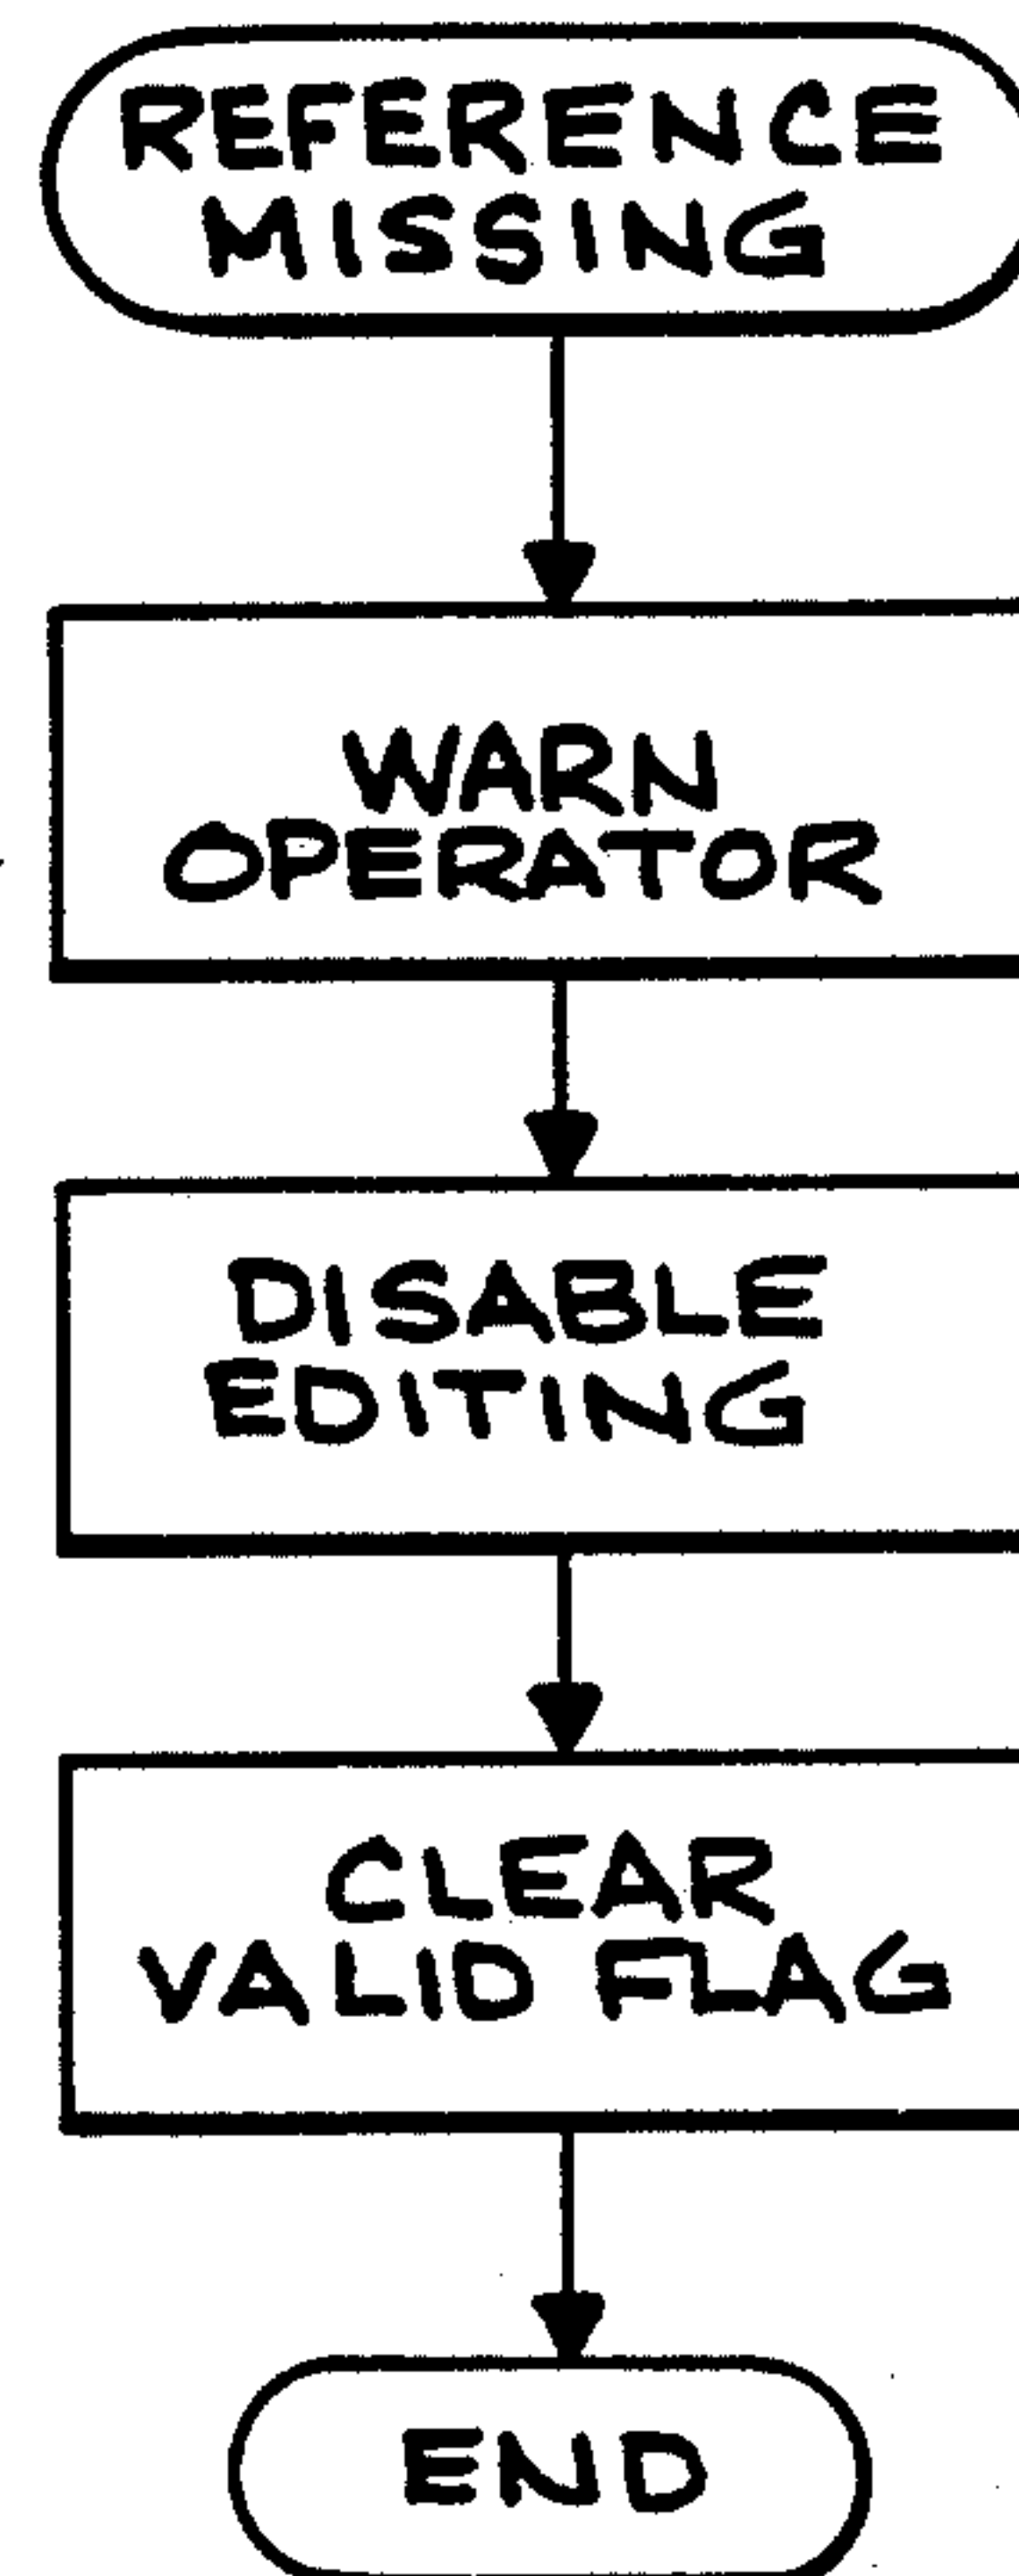 REFERENCE
MISSING
WARN
OPERATOR
DISABLE
EDITING
CLEAR
VALID FLAG
END